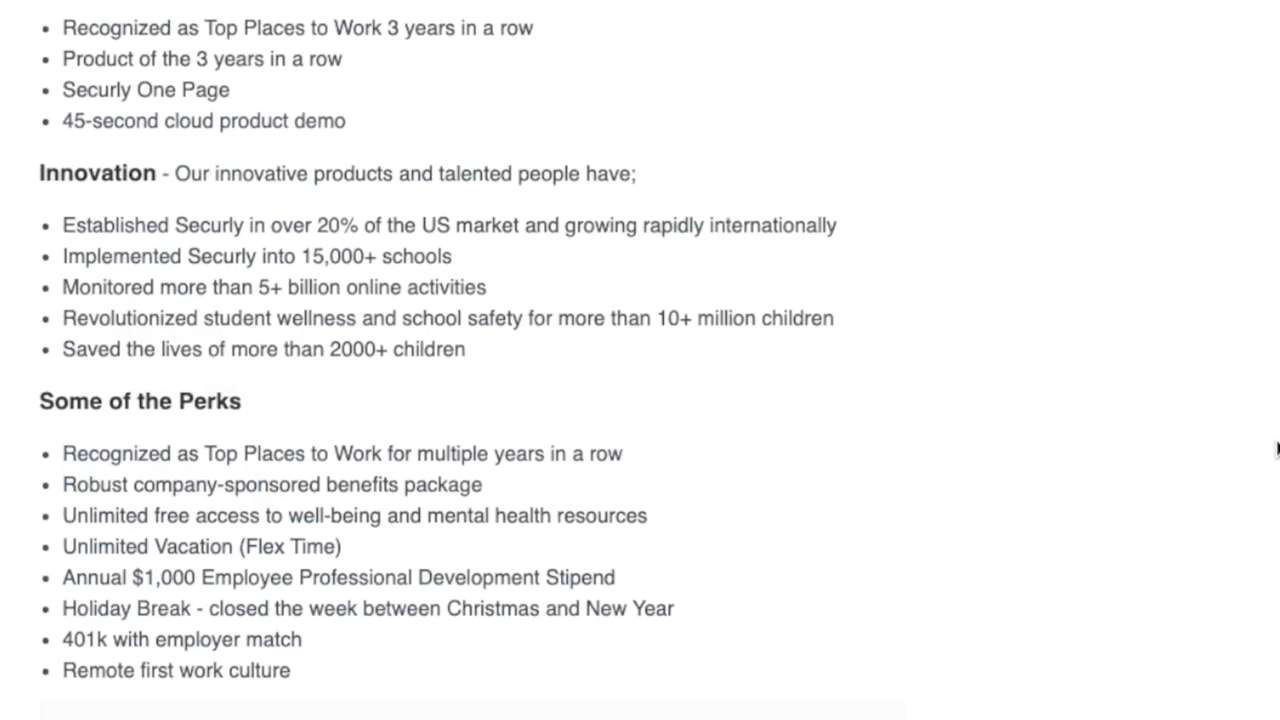 • Recognized as Top Places to Work 3 years in a row
• Product of the 3 years in a row
• Securly One Page
• 45-second cloud product demo
Innovation - Our innovative products and talented people have;
• Established Securly in over 20% of the US market and growing rapidly internationally
• Implemented Securly into 15,000+ schools
• Monitored more than 5+ billion online activities
• Revolutionized student wellness and school safety for more than 10+ million children
• Saved the lives of more than 2000+ children
Some of the Perks
• Recognized as Top Places to Work for multiple years in a row
• Robust company-sponsored benefits package
• Unlimited free access to well-being and mental health resources
• Unlimited Vacation (Flex Time)
• Annual $1,000 Employee Professional Development Stipend
• Holiday Break - closed the week between Christmas and New Year
• 401k with employer match
• Remote first work culture